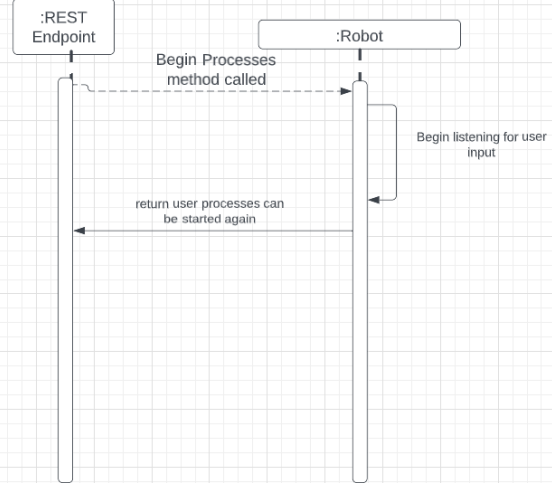 :REST
Endpoint
:Robot
Begin Processes
method called
Begin listening for user
input
return user processes can
be started again